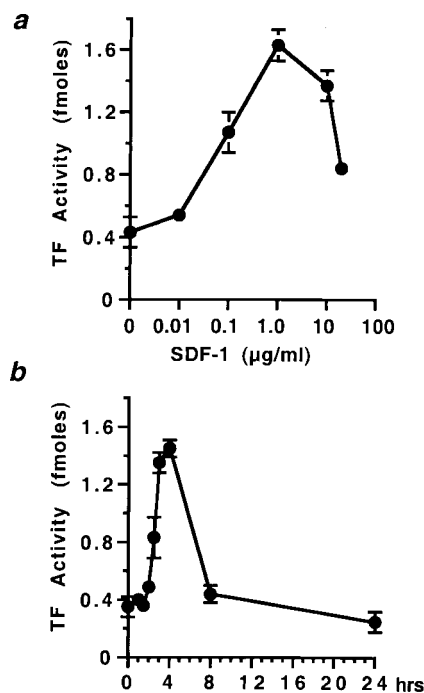 a
TF Activity (fmoles)
1.6
1.2
0.8
0.4
0
0 0.01 0.1 1.0 10 100
SDF-1 (µg/ml)
b
TF Activity (fmoles)
1.6
1.2
0.8
0.4
0
0 4 8 12 16 20 24 hrs